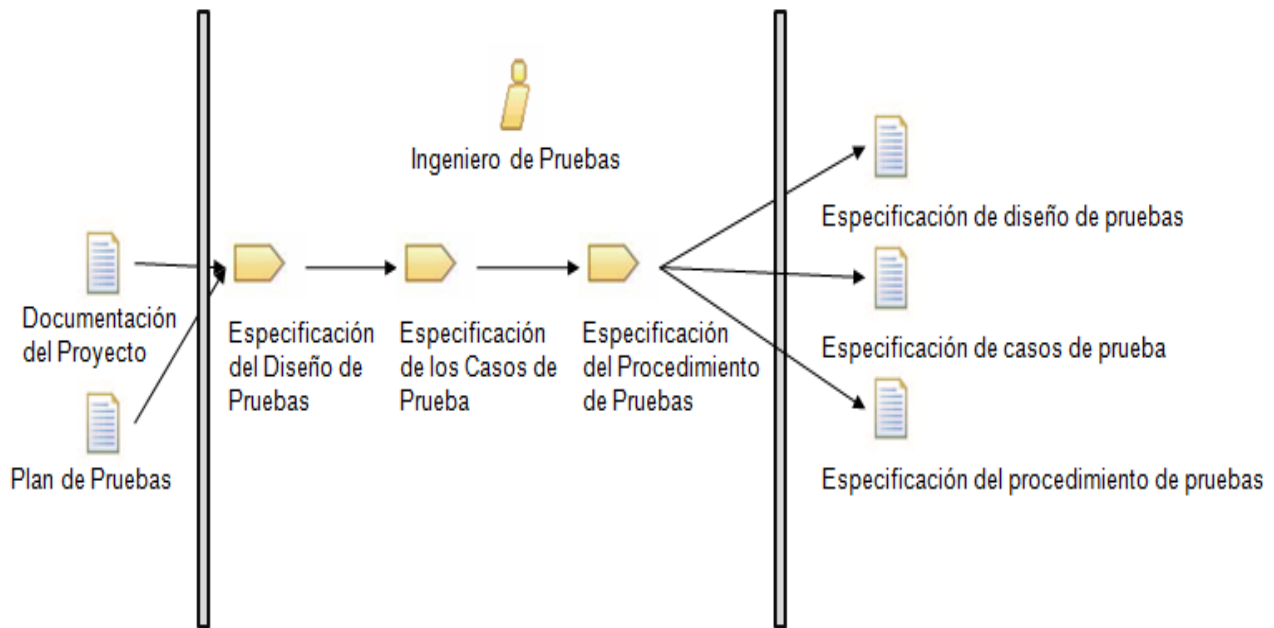 Ingeniero de Pruebas
Documentación
del Proyecto
Plan de Pruebas
Especificación
del Diseño de
Pruebas
Especificación
de los Casos de
Prueba
Especificación
del Procedimiento
de Pruebas
Especificación de diseño de pruebas
Especificación de casos de prueba
Especificación del procedimiento de pruebas